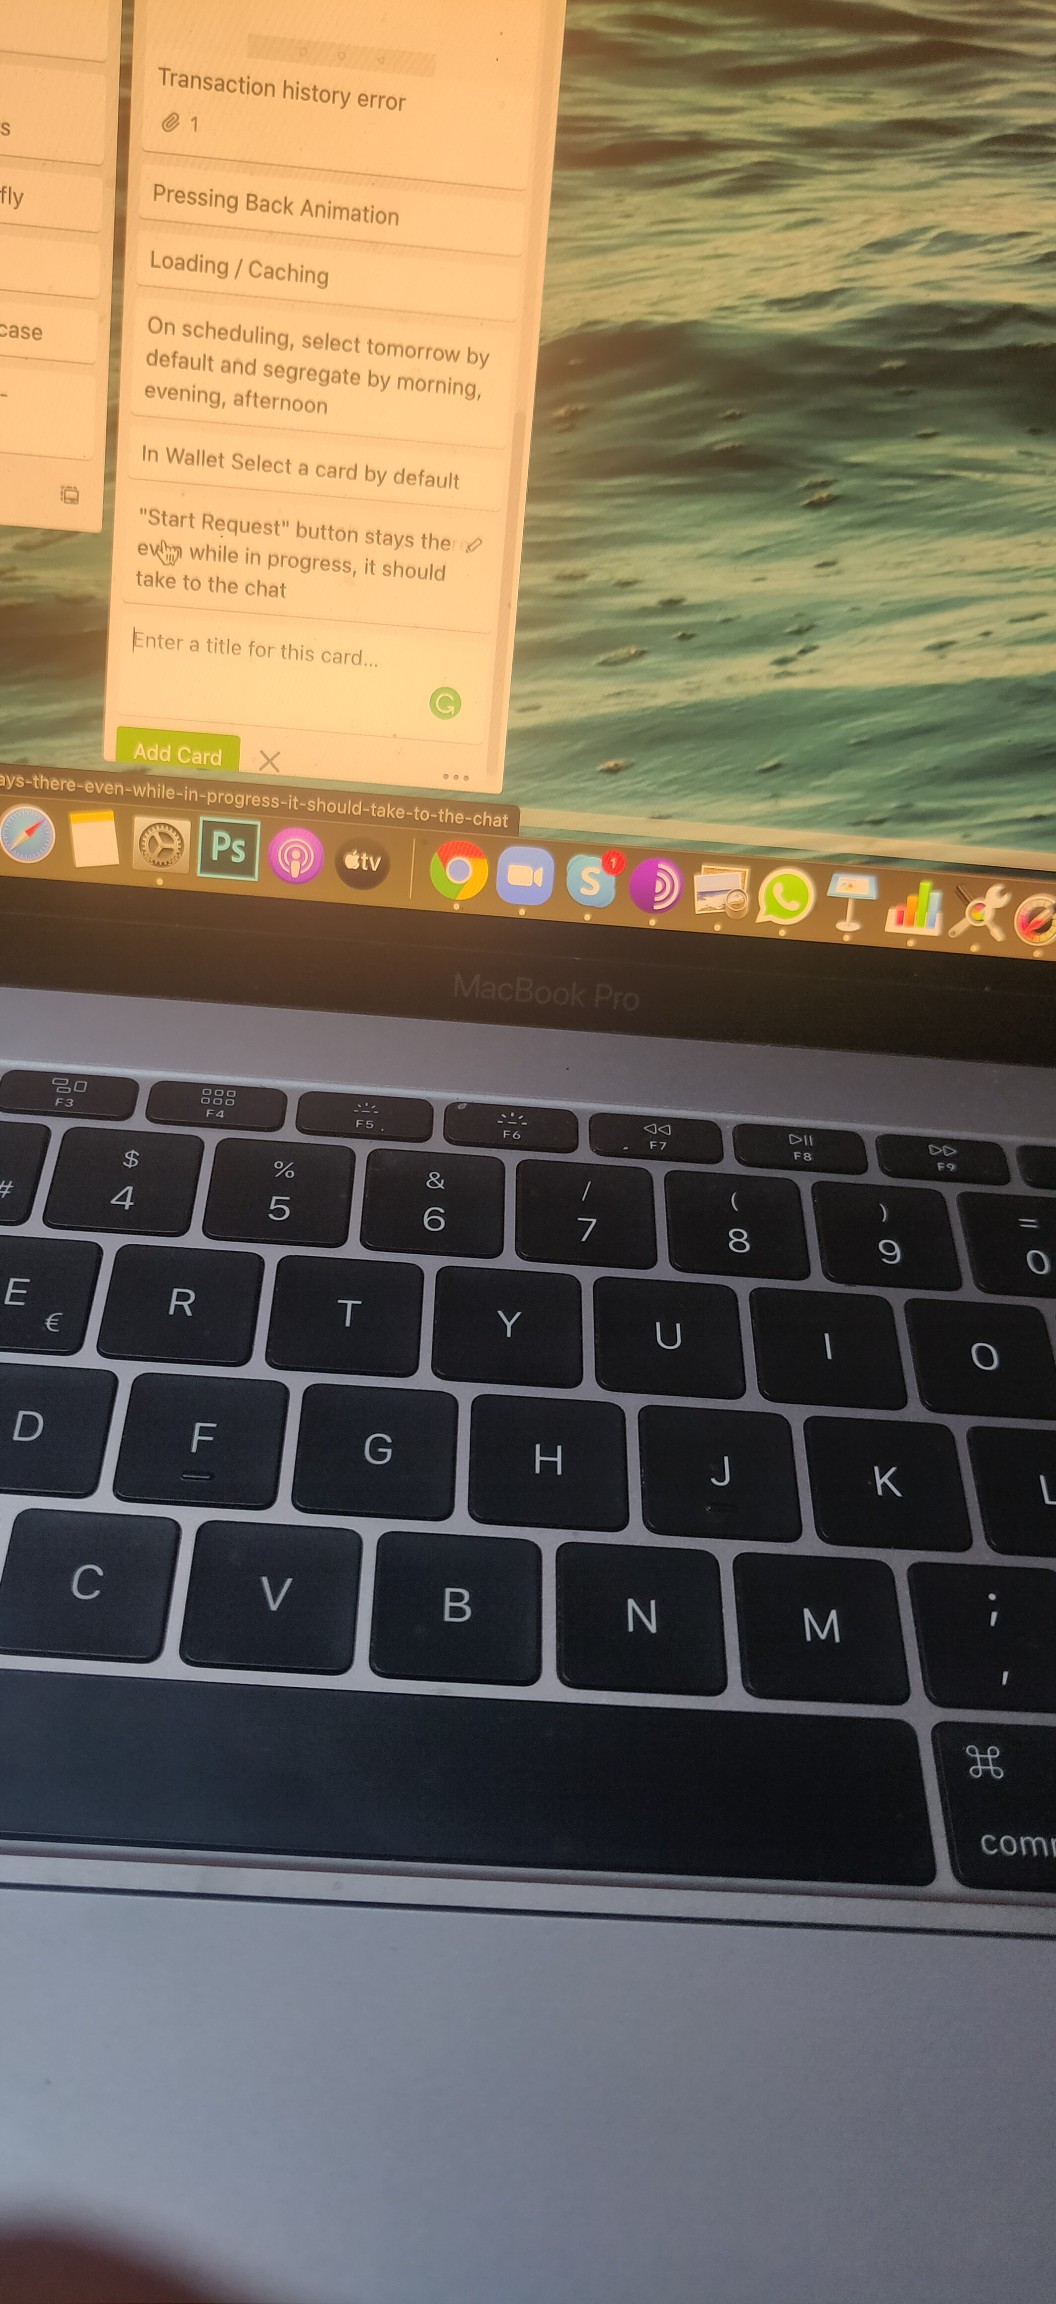 Transaction history error
1
s
Pressing Back Animation
fly
Loading / Caching
case
On scheduling, select tomorrow by
default and segregate by morning,
evening, afternoon
In Wallet Select a card by default
"Start Request" button stays the
while in progress, it should
take to the chat
Enter a title for this card...
G
Add Card
ays-there-even-while-in-progress-it-should-take-to-the-chat
Ps
tv
S
1
MacBook Pro
F3 F4 F5 F6 F7 F8 F9
# $ % & / ( ) =
4 5 6 7 8 9 0
E € R T Y U I O
D F G H J K L
C V B N M ; ,
⌘
comm